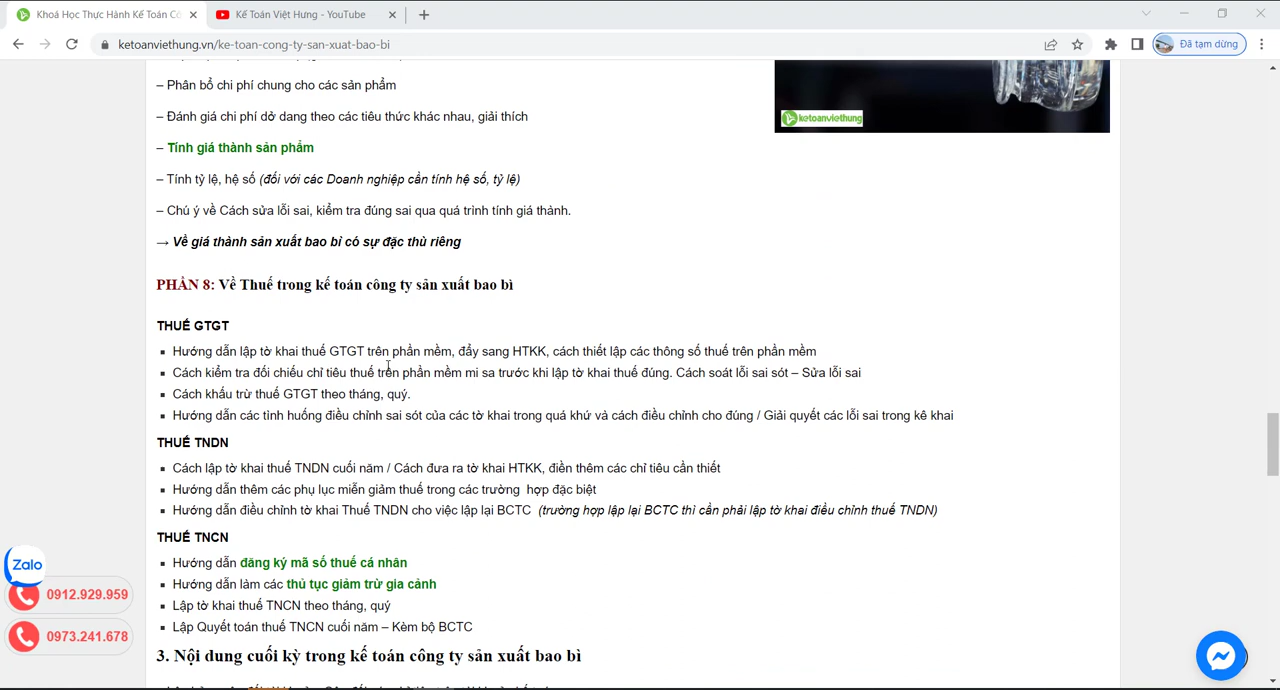 Khoá Học Thực Hành Kế Toán Cô
Kế Toán Việt Hưng - YouTube
ketoanviethung.vn/ke-toan-cong-ty-san-xuat-bao-bi
Đã tạm dừng
– Phân bổ chi phí chung cho các sản phẩm
ketoanviethung
– Đánh giá chi phí dở dang theo các tiêu thức khác nhau, giải thích
– Tính giá thành sản phẩm
– Tính tỷ lệ, hệ số (đối với các Doanh nghiệp cần tính hệ số, tỷ lệ)
– Chú ý về Cách sửa lỗi sai, kiểm tra đúng sai qua quá trình tính giá thành.
→ Về giá thành sản xuất bao bì có sự đặc thù riêng
PHẦN 8: Về Thuế trong kế toán công ty sản xuất bao bì
THUẾ GTGT
▪ Hướng dẫn lập tờ khai thuế GTGT trên phần mềm, đẩy sang HTKK, cách thiết lập các thông số thuế trên phần mềm
▪ Cách kiểm tra đối chiếu chỉ tiêu thuế trên phần mềm mi sa trước khi lập tờ khai thuế đúng. Cách soát lỗi sai sót – Sửa lỗi sai
▪ Cách khấu trừ thuế GTGT theo tháng, quý.
▪ Hướng dẫn các tình huống điều chỉnh sai sót của các tờ khai trong quá khứ và cách điều chỉnh cho đúng / Giải quyết các lỗi sai trong kê khai
THUẾ TNDN
▪ Cách lập tờ khai thuế TNDN cuối năm / Cách đưa ra tờ khai HTKK, điền thêm các chỉ tiêu cần thiết
▪ Hướng dẫn thêm các phụ lục miễn giảm thuế trong các trường hợp đặc biệt
▪ Hướng dẫn điều chỉnh tờ khai Thuế TNDN cho việc lập lại BCTC (trường hợp lập lại BCTC thì cần phải lập tờ khai điều chỉnh thuế TNDN)
THUẾ TNCN
▪ Hướng dẫn đăng ký mã số thuế cá nhân
▪ Hướng dẫn làm các thủ tục giảm trừ gia cảnh
▪ Lập tờ khai thuế TNCN theo tháng, quý
▪ Lập Quyết toán thuế TNCN cuối năm – Kèm bộ BCTC
Zalo
0912.929.959
0973.241.678
3. Nội dung cuối kỳ trong kế toán công ty sản xuất bao bì